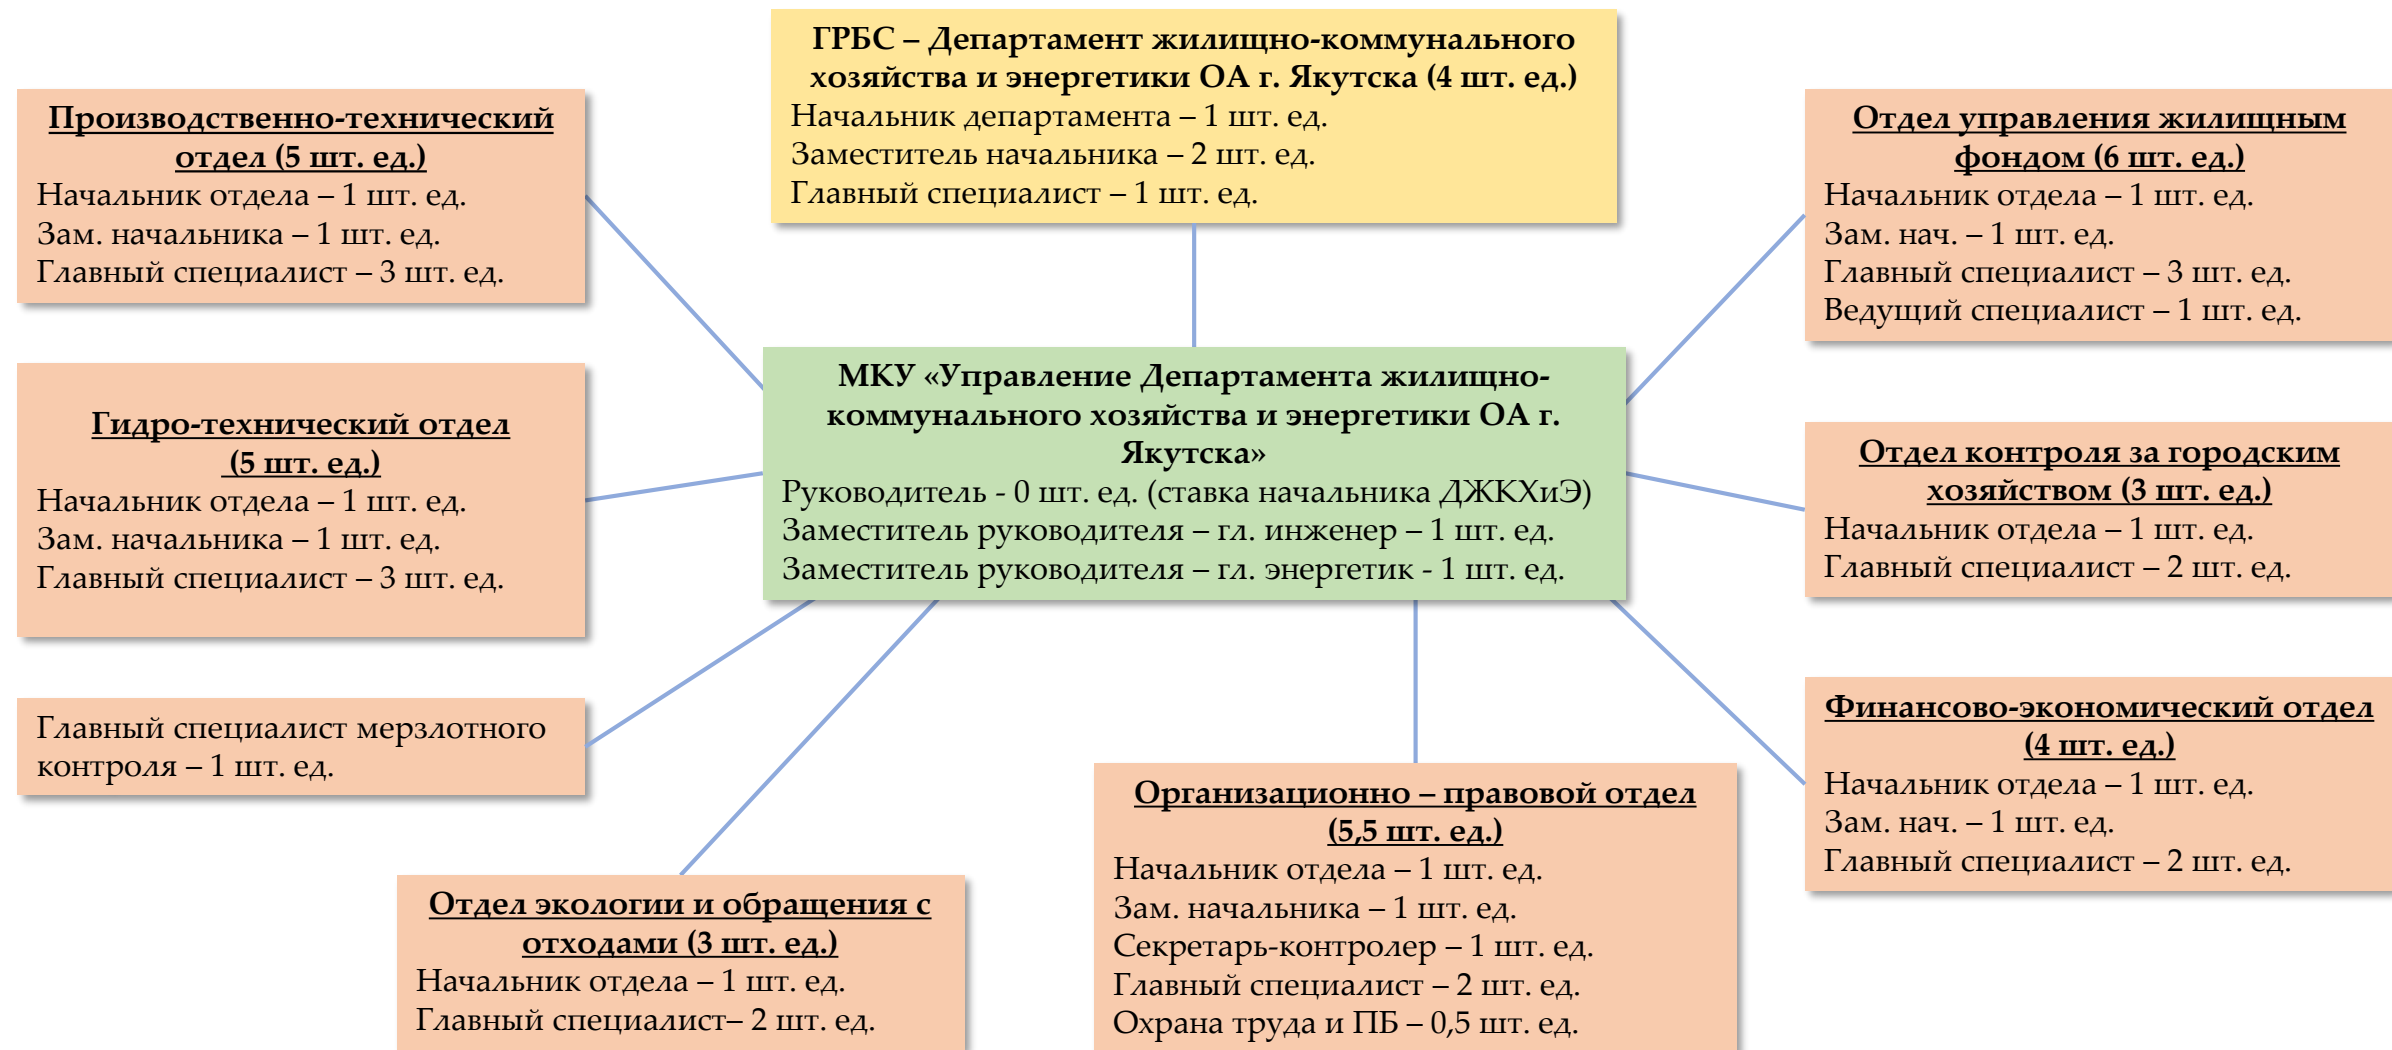 ГРБС – Департамент жилищно-коммунального
хозяйства и энергетики ОА г. Якутска (4 шт. ед.)
Начальник департамента – 1 шт. ед.
Заместитель начальника – 2 шт. ед.
Главный специалист – 1 шт. ед.
Производственно-технический
отдел (5 шт. ед.)
Начальник отдела – 1 шт. ед.
Зам. начальника – 1 шт. ед.
Главный специалист – 3 шт. ед.
Отдел управления жилищным
фондом (6 шт. ед.)
Начальник отдела – 1 шт. ед.
Зам. нач. – 1 шт. ед.
Главный специалист – 3 шт. ед.
Ведущий специалист – 1 шт. ед.
МКУ «Управление Департамента жилищно-
коммунального хозяйства и энергетики ОА г.
Якутска»
Руководитель - 0 шт. ед. (ставка начальника ДЖКХиЭ)
Заместитель руководителя – гл. инженер – 1 шт. ед.
Заместитель руководителя – гл. энергетик - 1 шт. ед.
Гидро-технический отдел
(5 шт. ед.)
Начальник отдела – 1 шт. ед.
Зам. начальника – 1 шт. ед.
Главный специалист – 3 шт. ед.
Отдел контроля за городским
хозяйством (3 шт. ед.)
Начальник отдела – 1 шт. ед.
Главный специалист – 2 шт. ед.
Главный специалист мерзлотного
контроля – 1 шт. ед.
Финансово-экономический отдел
(4 шт. ед.)
Начальник отдела – 1 шт. ед.
Зам. нач. – 1 шт. ед.
Главный специалист – 2 шт. ед.
Отдел экологии и обращения с
отходами (3 шт. ед.)
Начальник отдела – 1 шт. ед.
Главный специалист– 2 шт. ед.
Организационно – правовой отдел
(5,5 шт. ед.)
Начальник отдела – 1 шт. ед.
Зам. начальника – 1 шт. ед.
Секретарь-контролер – 1 шт. ед.
Главный специалист – 2 шт. ед.
Охрана труда и ПБ – 0,5 шт. ед.